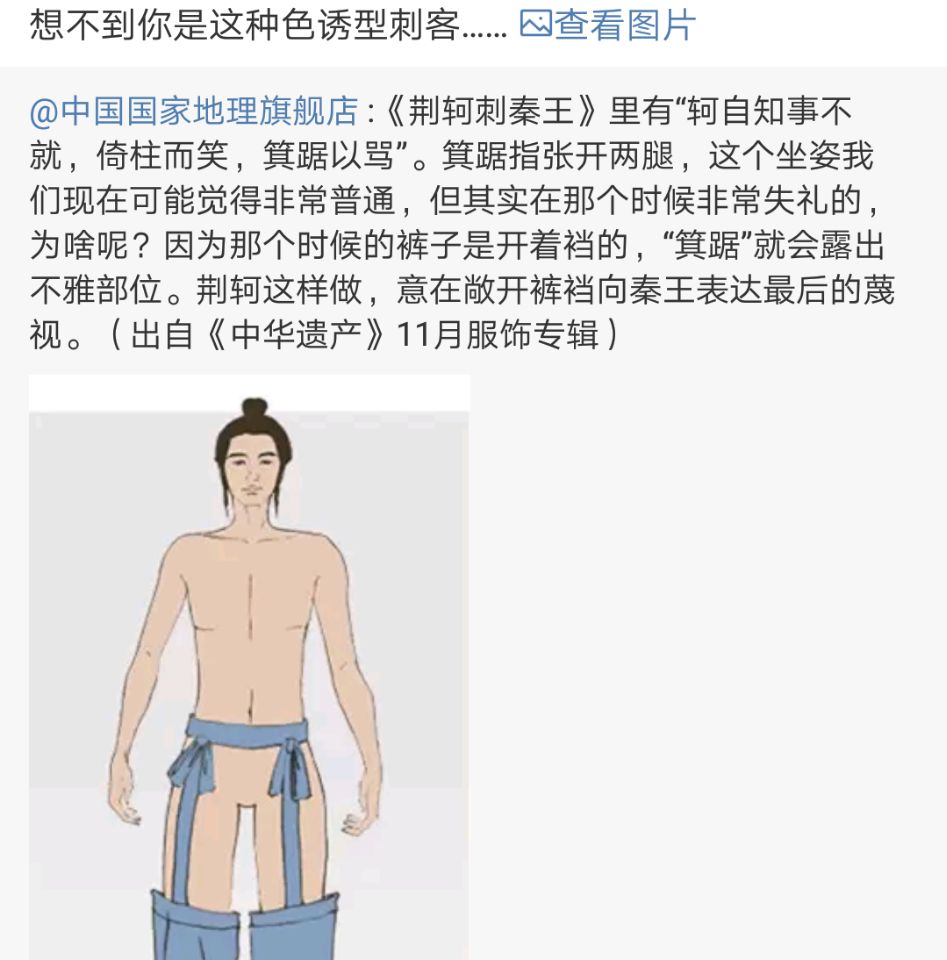 想不到你是这种色诱型刺客...... 查看图片
@中国国家地理旗舰店:《荆轲刺秦王》里有“轲自知事不
就，倚柱而笑，箕踞以骂”。箕踞指张开两腿，这个坐姿我
们现在可能觉得非常普通，但其实在那个时候非常失礼的，
为啥呢？因为那个时候的裤子是开着裆的，“箕踞”就会露出
不雅部位。荆轲这样做，意在敞开裤裆向秦王表达最后的蔑
视。（出自《中华遗产》11月服饰专辑）